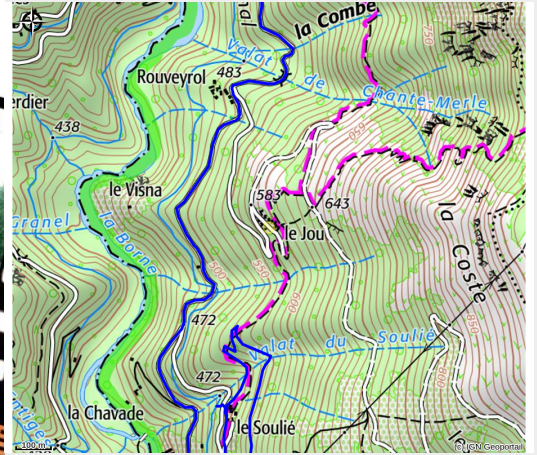 nal
la Combe
Valat de Chante-Merle
750
Rouveyrol
483
erdier
438
650
le Visna
583
643
Granel
la Borne
le Jou
la Coste
500
550
600
472
Valat du Soulié
850
800
472
la Chavade
le Soulié
100 m
© IGN Geoportail